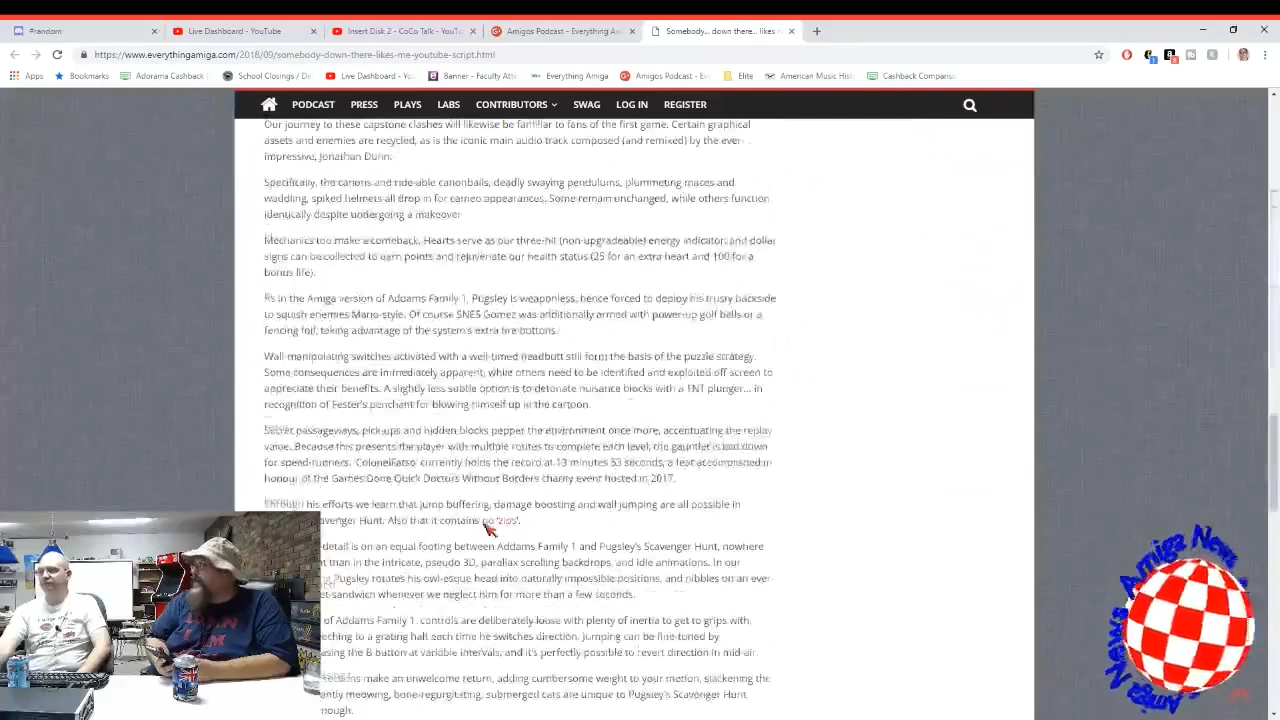 #random
Live Dashboard - YouTube
Insert Disk 2 - CoCo Talk - YouTu
Amigos Podcast - Everything Ami
Somebody... down there... likes m
https://www.everythingamiga.com/2018/09/somebody-down-there-likes-me-youtube-script.html
Apps
Bookmarks
Adorama Cashback
School Closings / De
Live Dashboard - Yo
Banner - Faculty Att
Everything Amiga
Amigos Podcast - Ev
Elite
American Music Hist
Cashback Comparis
PODCAST
PRESS
PLAYS
LABS
CONTRIBUTORS
SWAG
LOG IN
REGISTER
Our journey to these capstone clashes will likewise be familiar to fans of the first game. Certain graphical
assets and enemies are recycled, as is the iconic main audio track composed (and remixed) by the ever-
impressive, Jonathan Dunn.
Specifically, the canons and rideable canonballs, deadly swaying pendulums, plummeting maces and
waddling, spiked helmets all drop in for cameo appearances. Some remain unchanged, while others function
identically despite undergoing a makeover
Mechanics too make a comeback. Hearts serve as our three-hit (non-upgradeable) energy indicator, and dollar
signs can be collected to earn points and rejuvenate our health status (25 for an extra heart and 100 for a
bonus life).
As in the Amiga version of Addams Family 1, Pugsley is weaponless, hence forced to deploy his trusty backside
to squash enemies Mario-style. Of course SNES Gomez was additionally armed with power-up golf balls or a
fencing foil, taking advantage of the system's extra fire buttons.
Wall manipulating switches activated with a well-timed headbutt still form the basis of the puzzle strategy.
Some consequences are immediately apparent, while others need to be identified and exploited off screen to
appreciate their benefits. A slightly less subtle option is to detonate nuisance blocks with a TNT plunger... in
recognition of Fester's penchant for blowing himself up in the cartoon.
Secret passageways, pick-ups and hidden blocks pepper the environment once more, accentuating the replay
value. Because this presents the player with multiple routes to complete each level, the gauntlet is laid down
for speed-runners. ColonelFatso currently holds the record at 13 minutes 53 seconds, a feat accomplished in
honour of the Games Done Quick Doctors Without Borders charity event hosted in 2017.
Through his efforts we learn that jump buffering, damage boosting and wall jumping are all possible in
avenger Hunt. Also that it contains no 'zips'.
detail is on an equal footing between Addams Family 1 and Pugsley's Scavenger Hunt, nowhere
t than in the intricate, pseudo 3D, parallax scrolling backdrops, and idle animations. In our
Pugsley rotates his owl-esque head into naturally impossible positions, and nibbles on an ever-
et sandwich whenever we neglect him for more than a few seconds.
of Addams Family 1, controls are deliberately loose with plenty of inertia to get to grips with,
eching to a grating halt each time he switches direction. Jumping can be fine-tuned by
asing the B button at variable intervals, and it's perfectly possible to revert direction in mid-air.
sections make an unwelcome return, adding cumbersome weight to your motion, slackening the
antly meowing, bone-regurgitating, submerged cats are unique to Pugsley's Scavenger Hunt
nough.
Amiga News
Amiga News